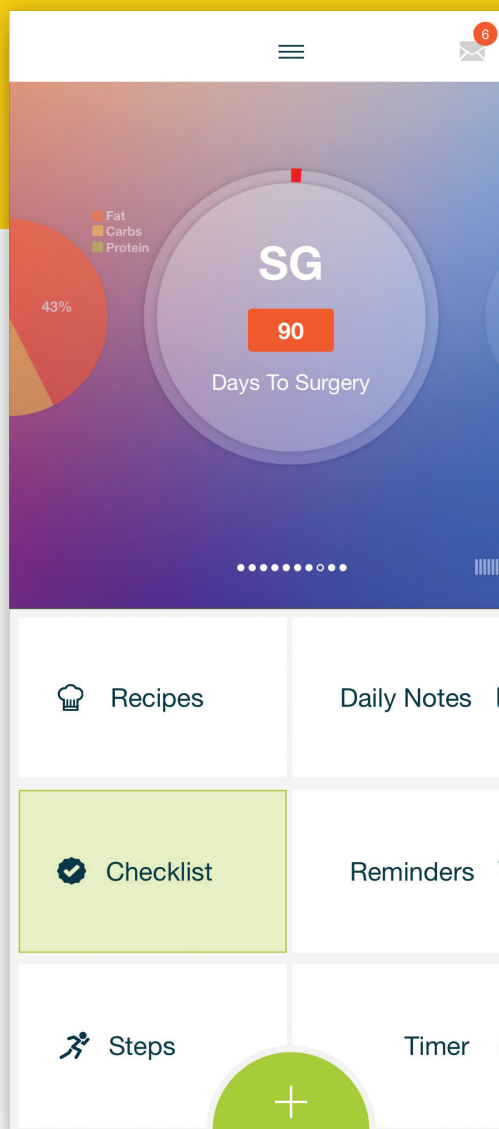 6
Fat
Carbs
Protein
43%
SG
90
Days To Surgery
Recipes
Daily Notes
Checklist
Reminders
Steps
Timer